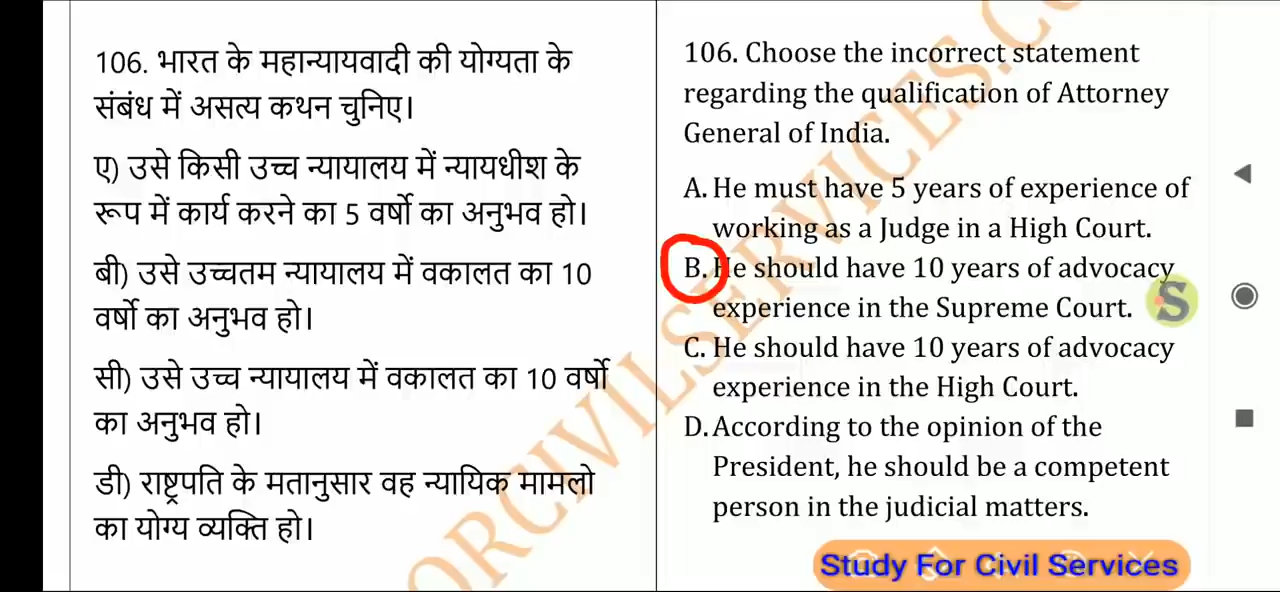 106. भारत के महान्यायवादी की योग्यता के
संबंध में असत्य कथन चुनिए।
ए) उसे किसी उच्च न्यायालय में न्यायधीश के
रूप में कार्य करने का 5 वर्षो का अनुभव हो।
बी) उसे उच्चतम न्यायालय में वकालत का 10
वर्षो का अनुभव हो।
सी) उसे उच्च न्यायालय में वकालत का 10 वर्षो
का अनुभव हो।
डी) राष्ट्रपति के मतानुसार वह न्यायिक मामलो
का योग्य व्यक्ति हो।
106. Choose the incorrect statement
regarding the qualification of Attorney
General of India.
A. He must have 5 years of experience of
working as a Judge in a High Court.
B. He should have 10 years of advocacy
experience in the Supreme Court.
C. He should have 10 years of advocacy
experience in the High Court.
D. According to the opinion of the
President, he should be a competent
person in the judicial matters.
ORCIVILSERVICES.CO
S
Study For Civil Services